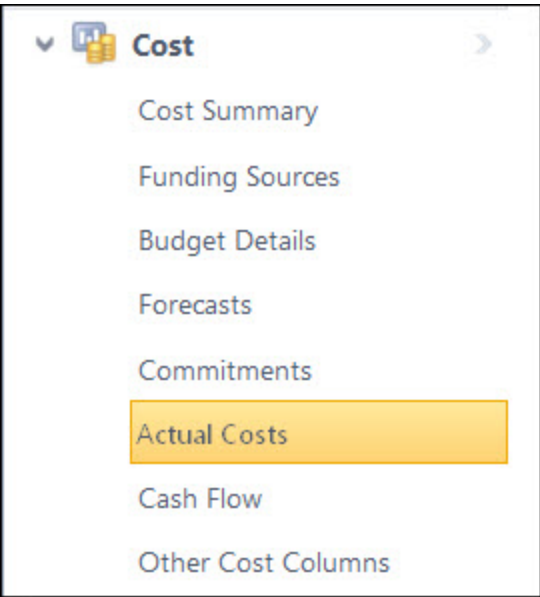 Cost
Cost Summary
Funding Sources
Budget Details
Forecasts
Commitments
Actual Costs
Cash Flow
Other Cost Columns